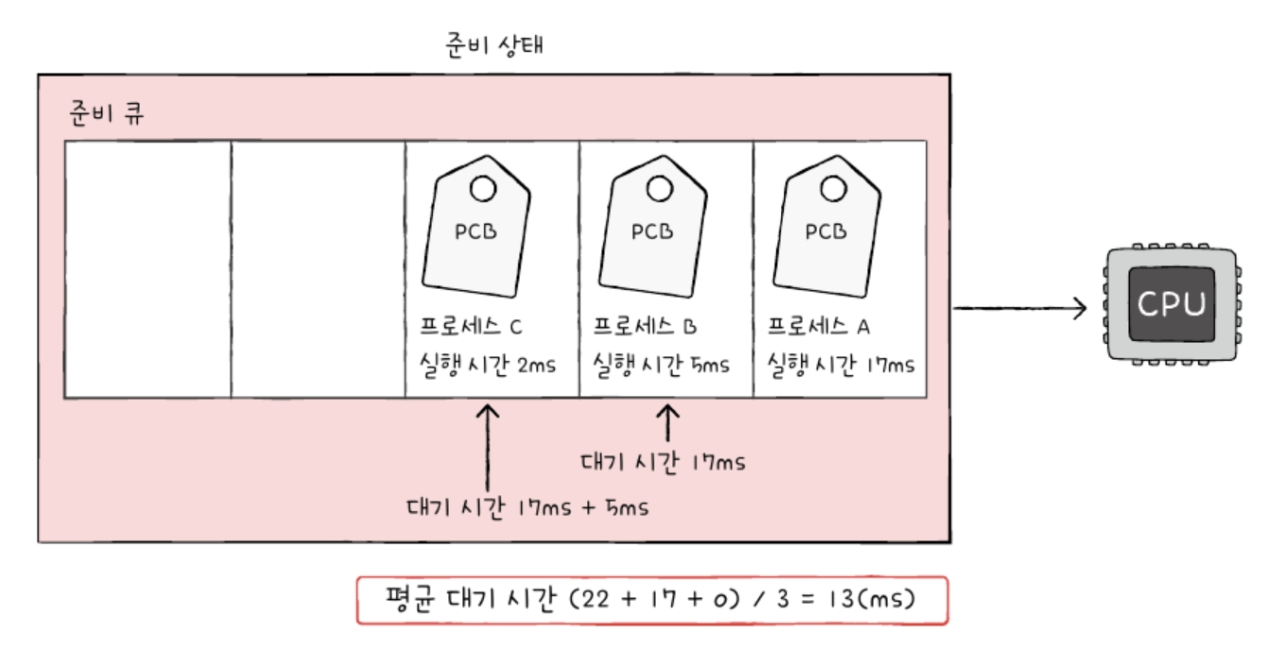 준비 상태
준비 큐
PCB
PCB
PCB
프로세스 C
실행 시간 2ms
프로세스 B
실행 시간 5ms
프로세스 A
실행 시간 17ms
CPU
대기 시간 17ms
대기 시간 17ms + 5ms
평균 대기 시간 (22 + 17 + 0) / 3 = 13(ms)